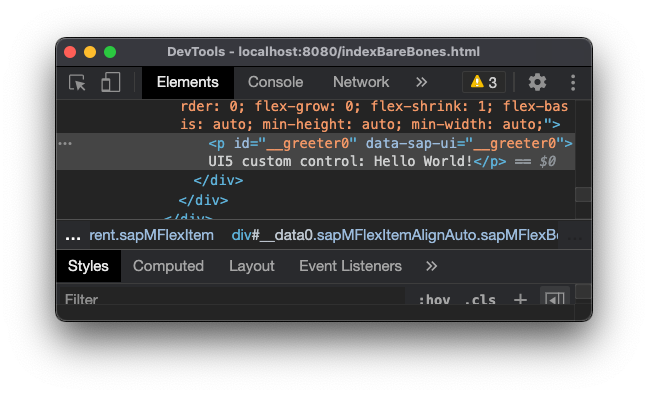 DevTools - localhost:8080/indexBareBones.html
Elements Console Network » 3
rder: 0; flex-grow: 0; flex-shrink: 1; flex-bas
is: auto; min-height: auto; min-width: auto;">
… <p id="__greeter0" data-sap-ui="__greeter0">
UI5 custom control: Hello World!</p> == $0
</div>
</div>
</div>
… rent.sapMFlexItem div#__data0.sapMFlexItemAlignAuto.sapMFlexB …
Styles Computed Layout Event Listeners »
Filter :hov .cls +